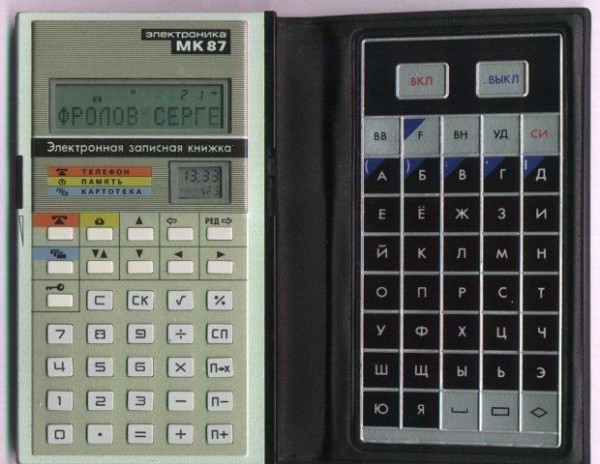 электроника
МК 87
21→
ФРОЛОВ СЕРГЕ
Электронная записная книжка
ТЕЛЕФОН
ПАМЯТЬ
КАРТОТЕКА
13,33
РЕД ⇨
С СК √ %
7 8 9 ÷ СП
4 5 6 × П→х
1 2 3 − П−
0 · = + П+
ВКЛ ВЫКЛ
ВВ F ВН УД СИ
( ) : ' !
А Б В Г Д
Е Ё Ж З И
Й К Л М Н
О П Р С Т
У Ф Х Ц Ч
Ш Щ Ы Ь Э
Ю Я